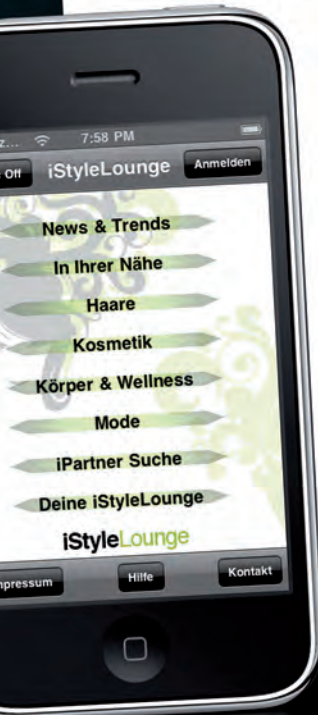 7:58 PM
Off iStyleLounge Anmelden
News & Trends
In Ihrer Nähe
Haare
Kosmetik
Körper & Wellness
Mode
iPartner Suche
Deine iStyleLounge
iStyleLounge
mpressum Hilfe Kontakt